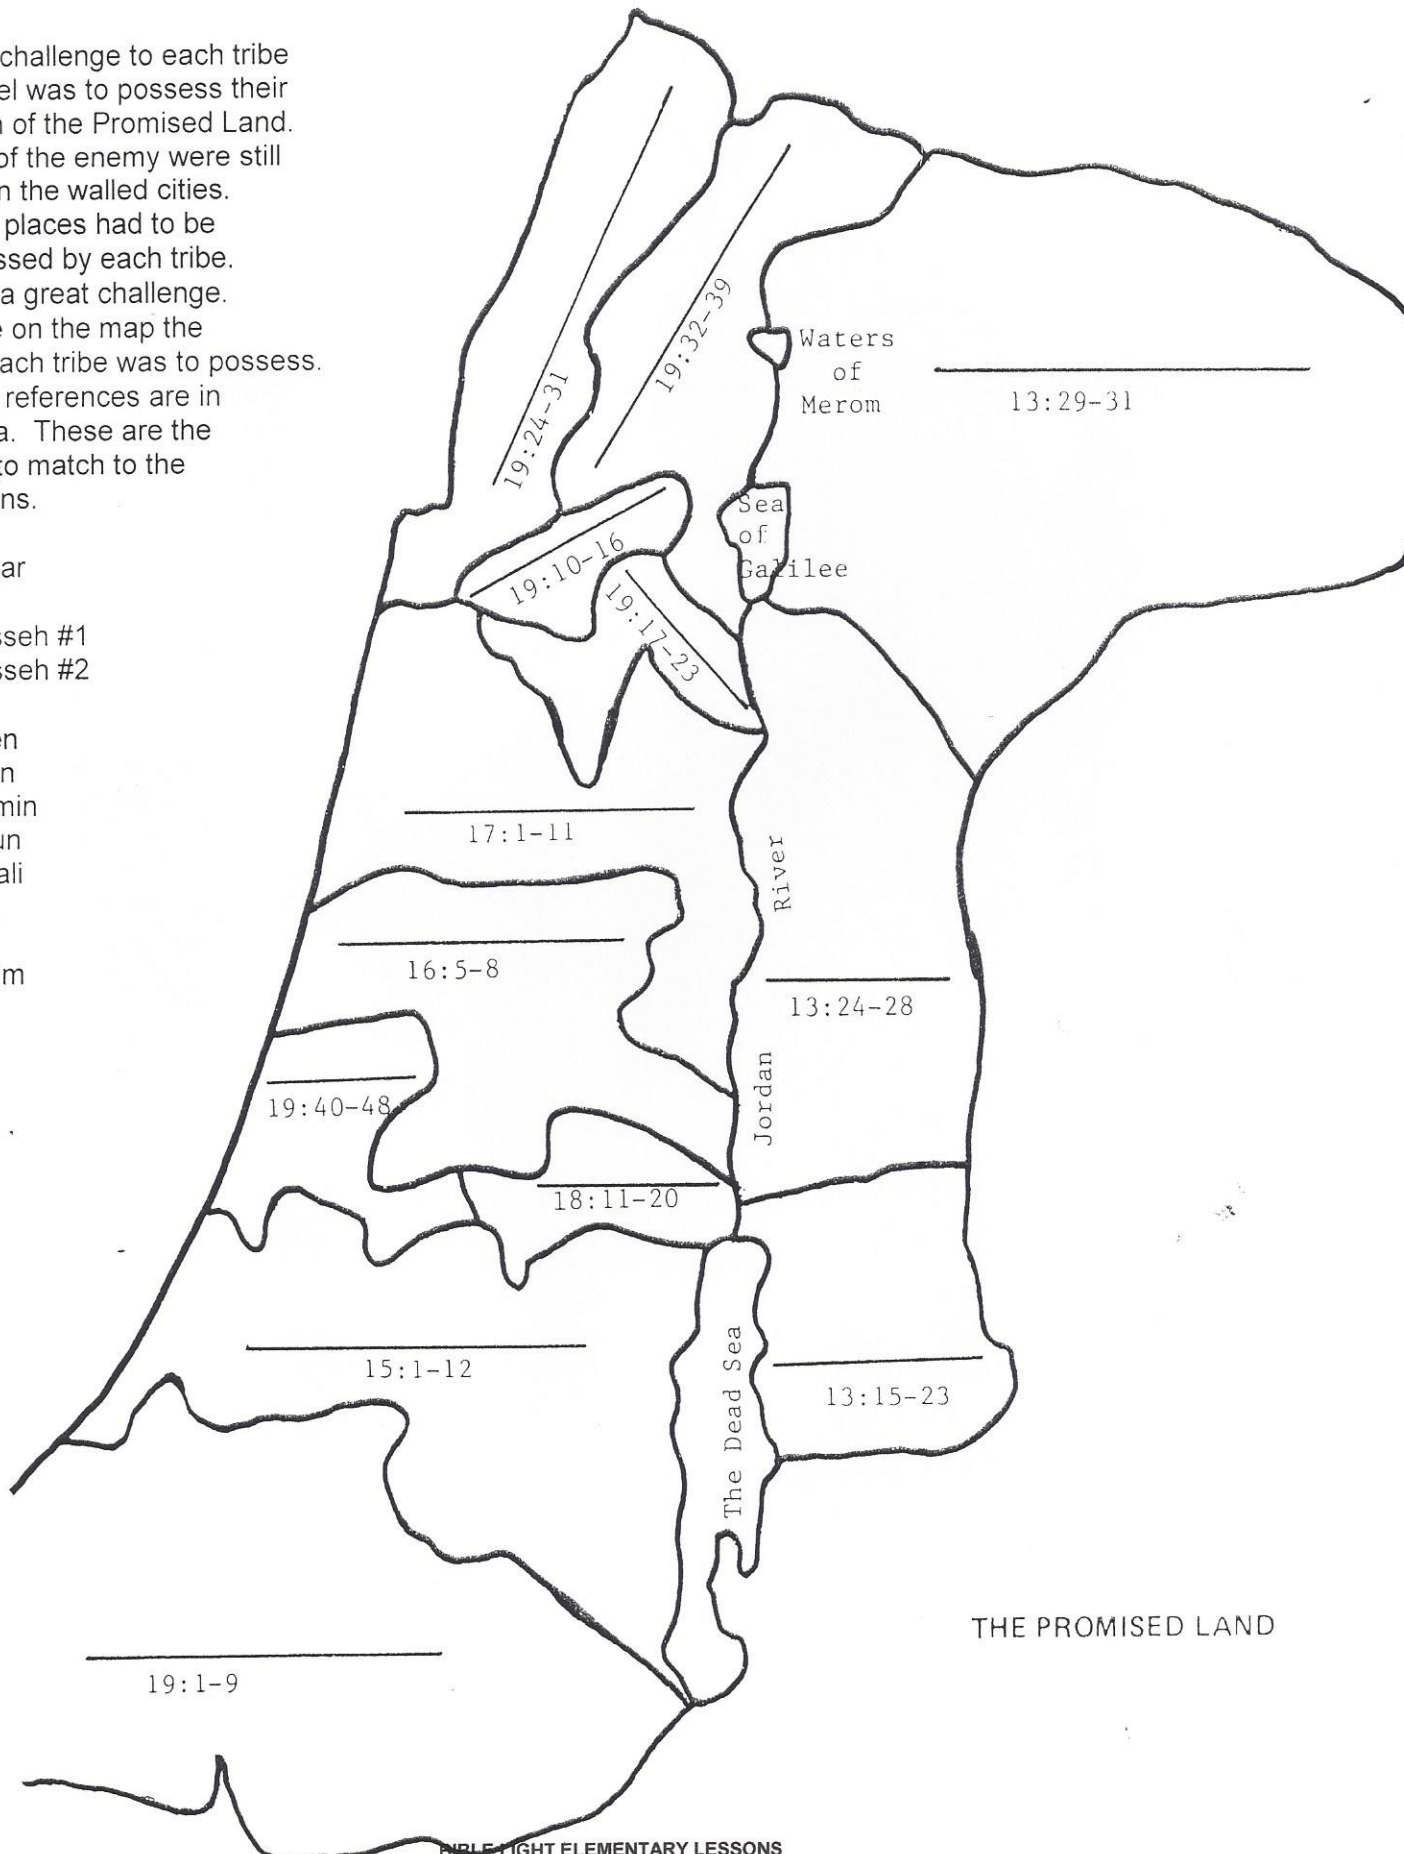 challenge to each tribe
el was to possess their
n of the Promised Land.
of the enemy were still
n the walled cities.
places had to be
ssed by each tribe.
a great challenge.
e on the map the
each tribe was to possess.
references are in
a. These are the
to match to the
ns.
ar
sseh #1
sseh #2
en
n
min
un
ali
m
19:24-31
19:32-39
Waters
of
Merom
13:29-31
Sea
of
Galilee
19:10-16
19:17-23
17:1-11
River
16:5-8
13:24-28
Jordan
19:40-48
18:11-20
15:1-12
The Dead Sea
13:15-23
THE PROMISED LAND
19:1-9
BIBLE LIGHT ELEMENTARY LESSONS